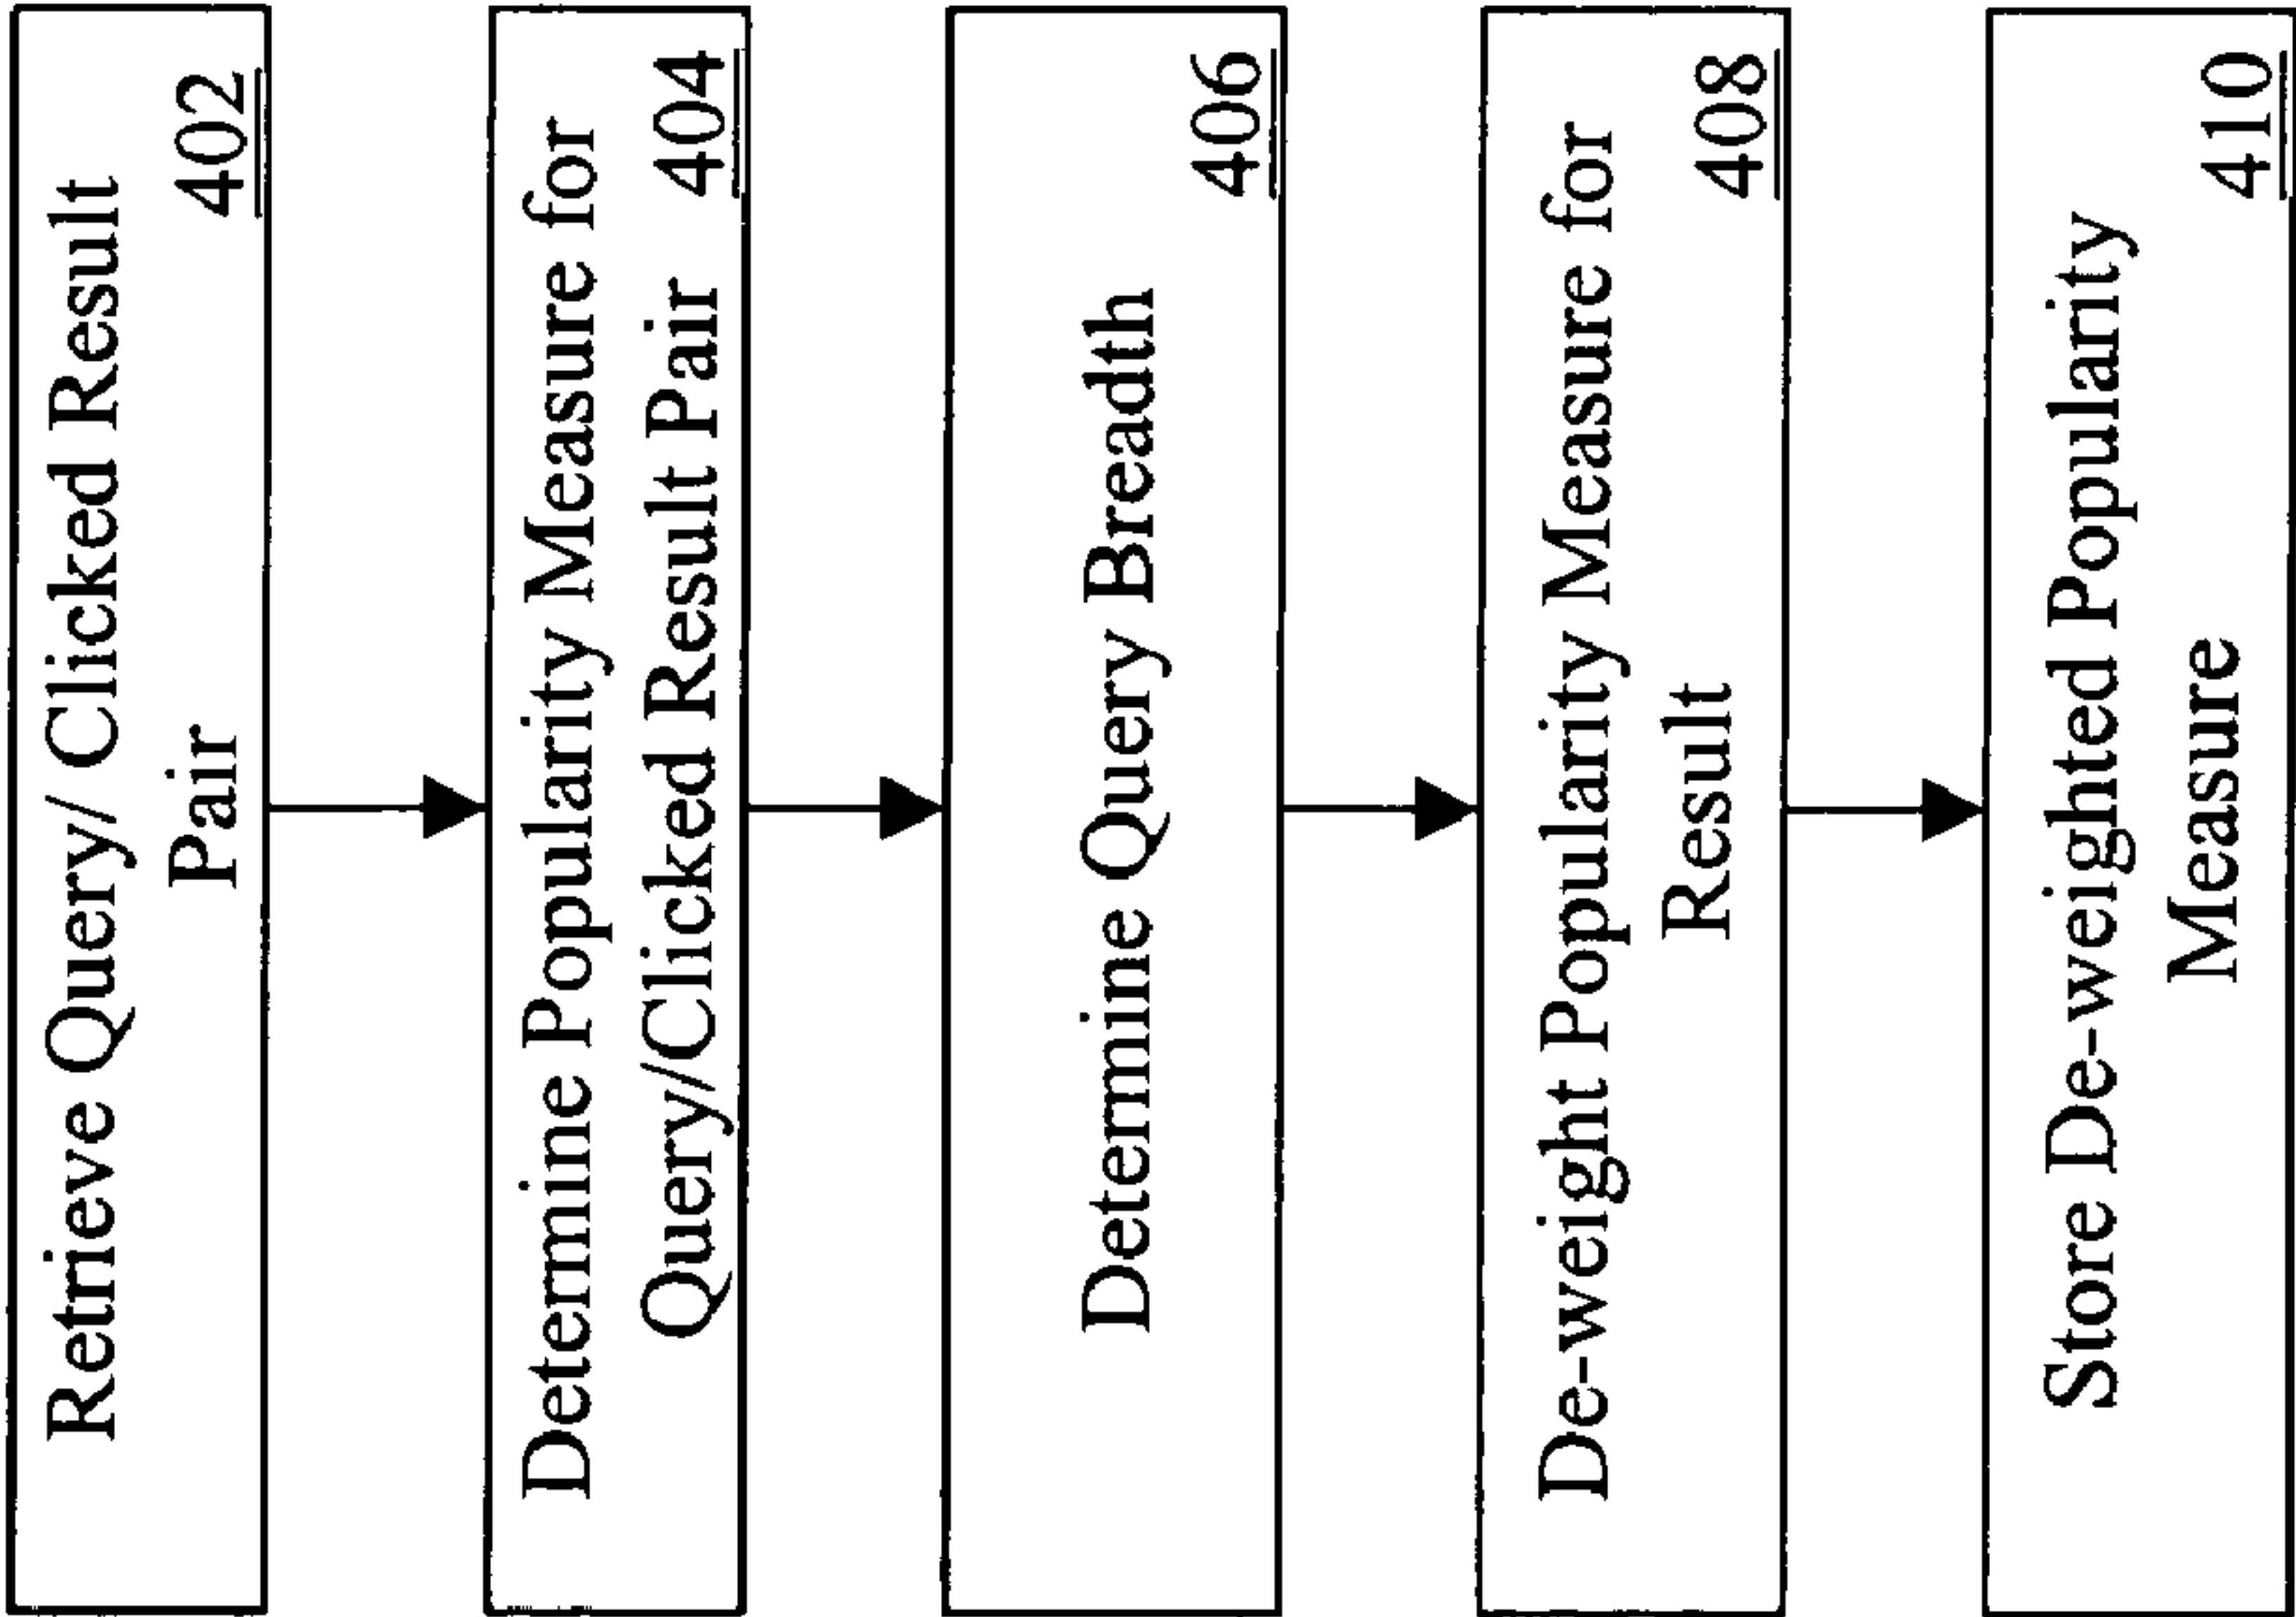 Retrieve Query/ Clicked Result
Pair
402
Determine Popularity Measure for
Query/Clicked Result Pair 404
Determine Query Breadth
406
De-weight Popularity Measure for
Result
408
Store De-weighted Popularity
Measure
410